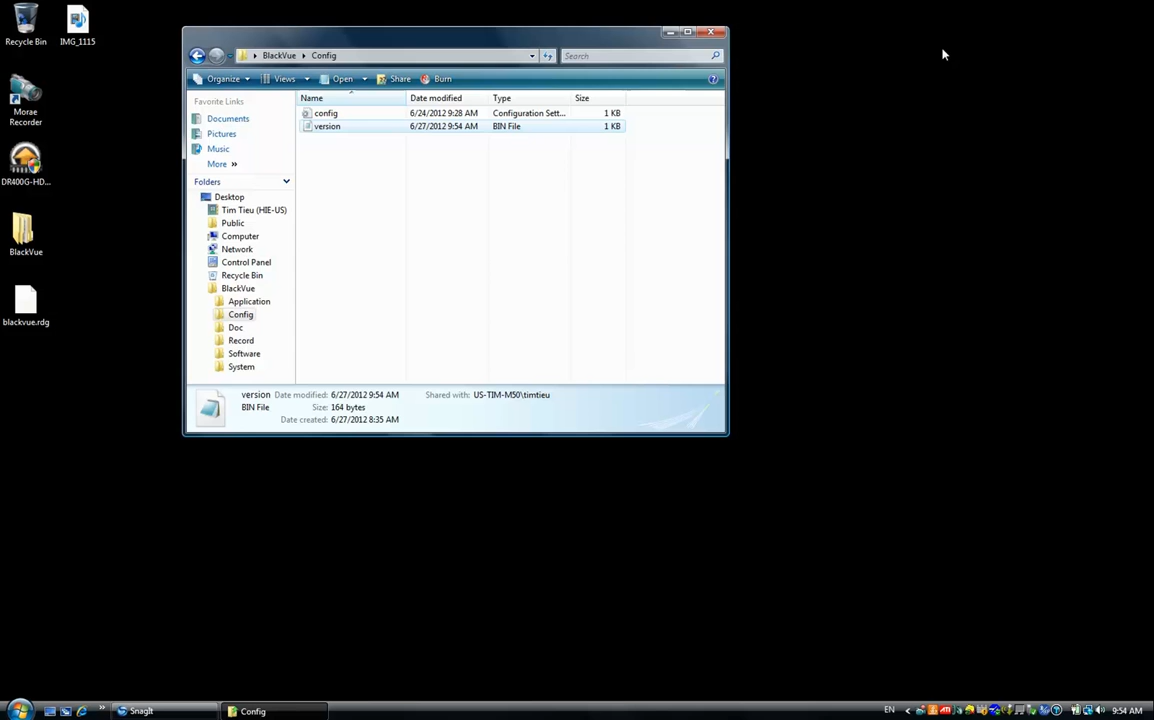 Recycle Bin
IMG_1115
Morae Recorder
DR400G-HD...
BlackVue
blackvue.rdg
BlackVue Config
Search
Organize Views Open Share Burn
Favorite Links
Documents
Pictures
Music
More »
Folders
Desktop
Tim Tieu (HIE-US)
Public
Computer
Network
Control Panel
Recycle Bin
BlackVue
Application
Config
Doc
Record
Software
System
Name Date modified Type Size
config 6/24/2012 9:28 AM Configuration Sett... 1 KB
version 6/27/2012 9:54 AM BIN File 1 KB
version Date modified: 6/27/2012 9:54 AM Shared with: US-TIM-M50\timtieu
BIN File Size: 164 bytes
Date created: 6/27/2012 8:35 AM
SnagIt
Config
EN
9:54 AM